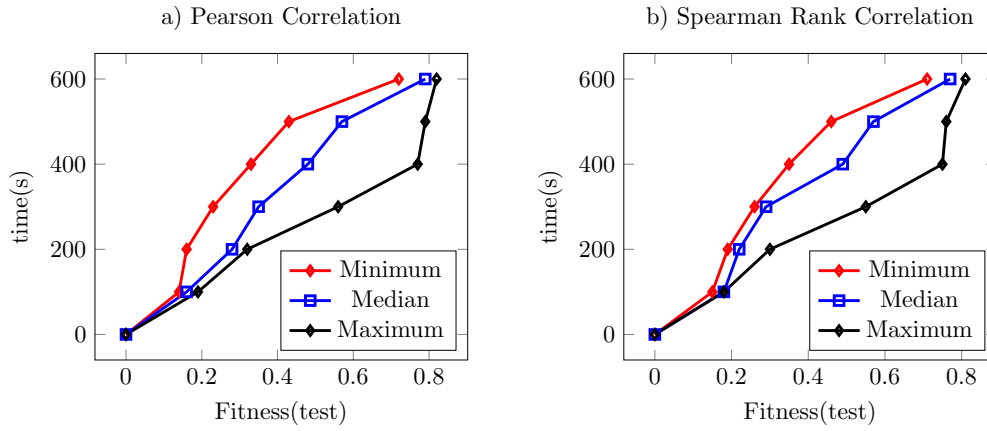 a) Pearson Correlation
600
400
200
0
time(s)
0 0.2 0.4 0.6 0.8
Fitness(test)
Minimum
Median
Maximum
b) Spearman Rank Correlation
600
400
200
0
time(s)
0 0.2 0.4 0.6 0.8
Fitness(test)
Minimum
Median
Maximum